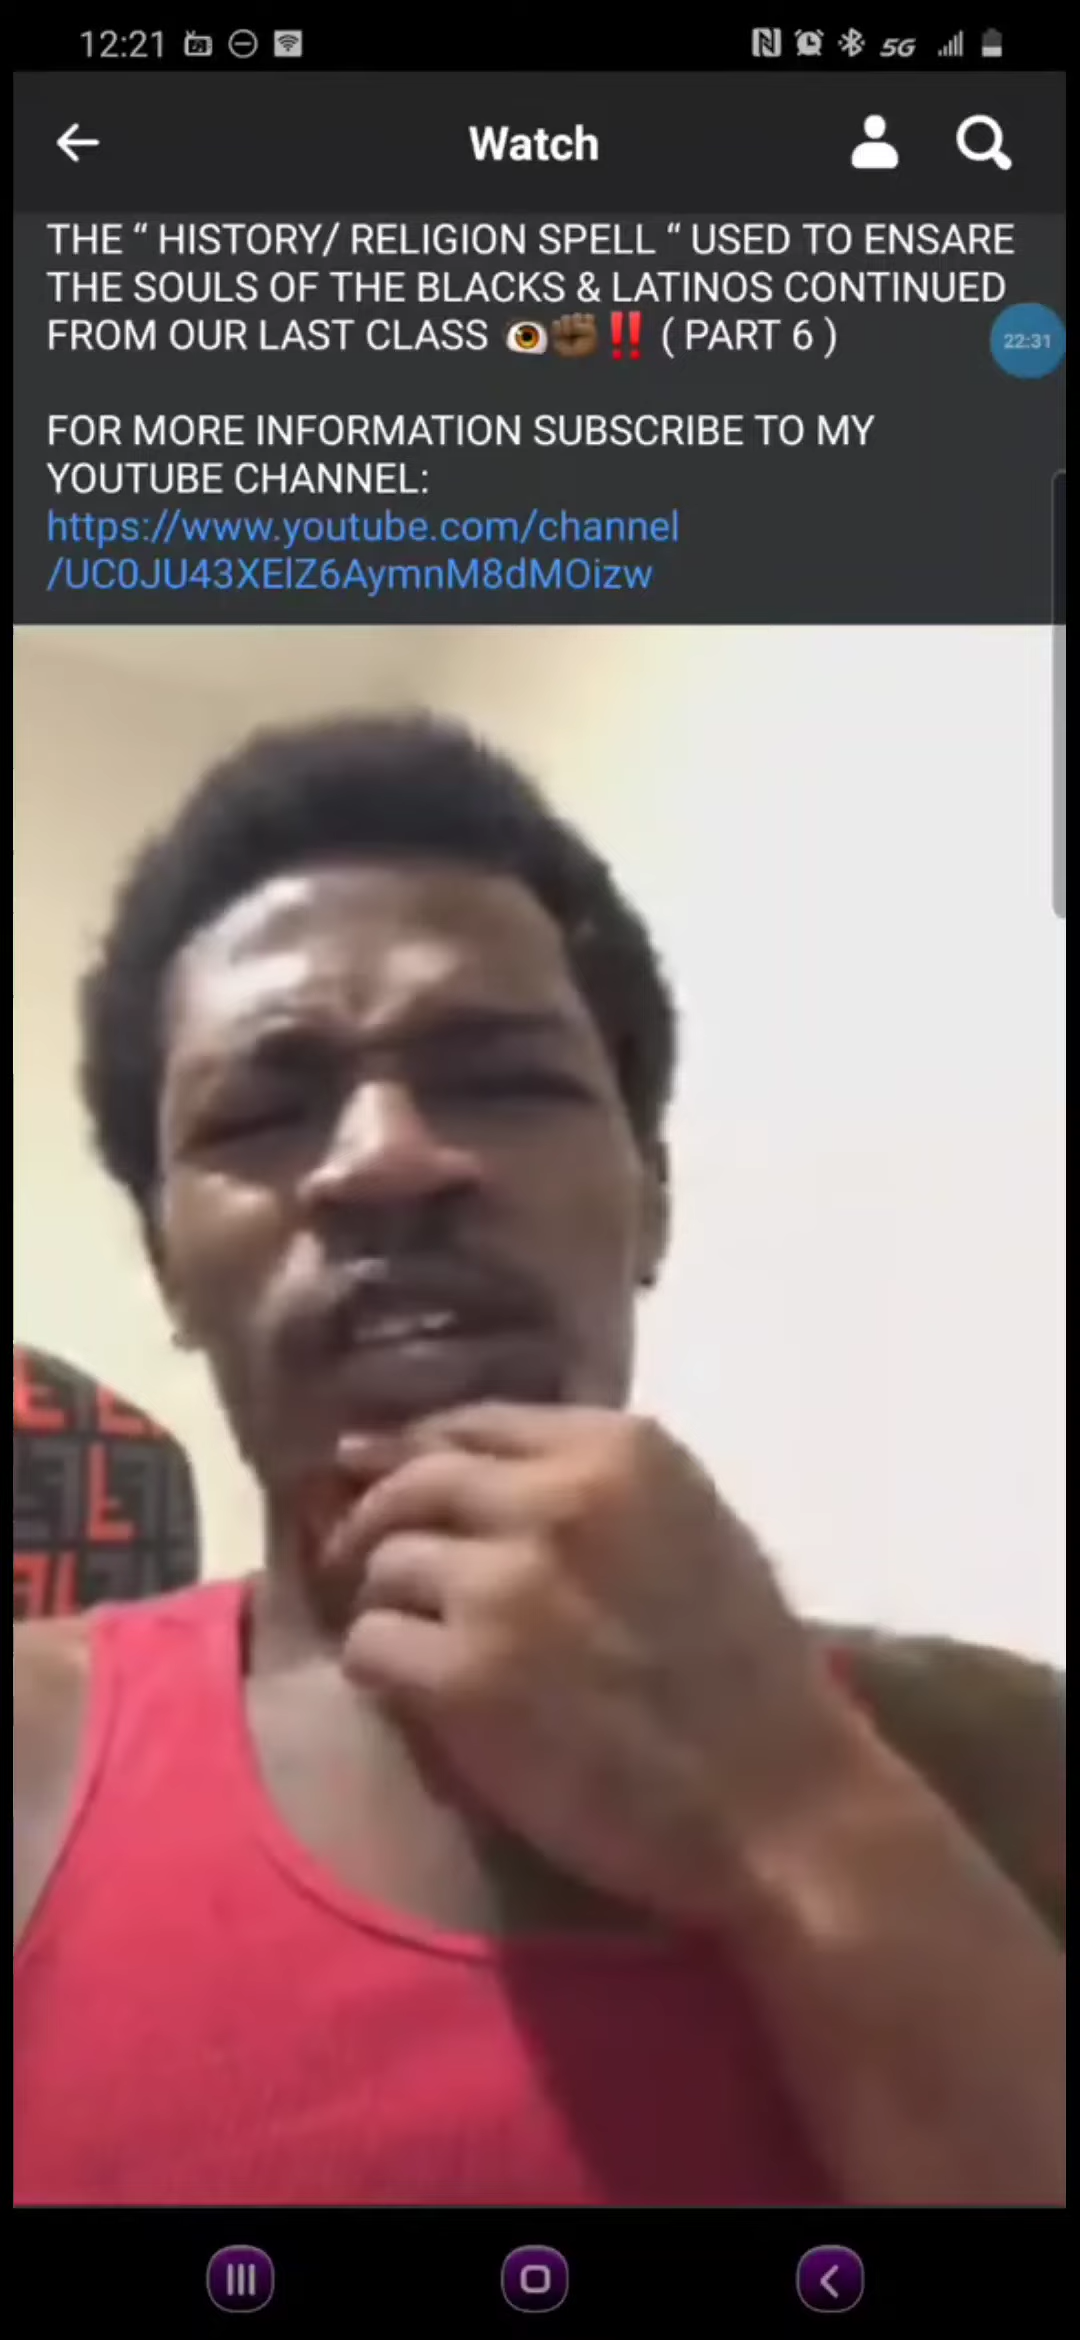 12:21
5G
Watch
THE “ HISTORY/ RELIGION SPELL “ USED TO ENSARE
THE SOULS OF THE BLACKS & LATINOS CONTINUED
FROM OUR LAST CLASS 👁️✊🏾‼️ ( PART 6 )
22:31
FOR MORE INFORMATION SUBSCRIBE TO MY
YOUTUBE CHANNEL:
https://www.youtube.com/channel
/UC0JU43XElZ6AymnM8dMOizw